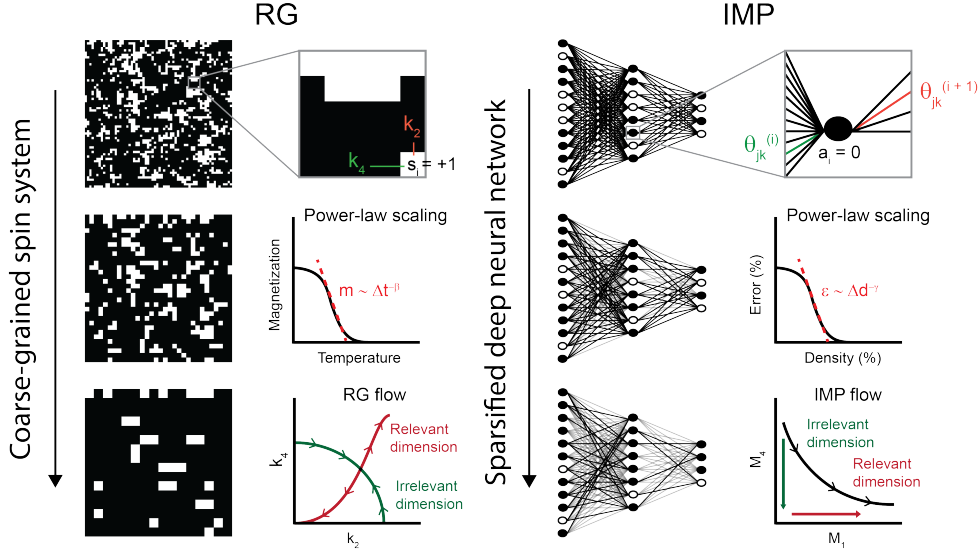 RG
IMP
Coarse-grained spin system
k₂
k₄
sᵢ = +1
Power-law scaling
Magnetization
m ~ Δt⁻ᵝ
Temperature
RG flow
k₄
Relevant
dimension
Irrelevant
dimension
k₂
Sparsified deep neural network
θⱼₖ⁽ⁱ ⁺ ¹⁾
θⱼₖ⁽ⁱ⁾
aᵢ = 0
Power-law scaling
Error (%)
ε ~ Δd⁻ᵞ
Density (%)
IMP flow
M₄
Irrelevant
dimension
Relevant
dimension
M₁